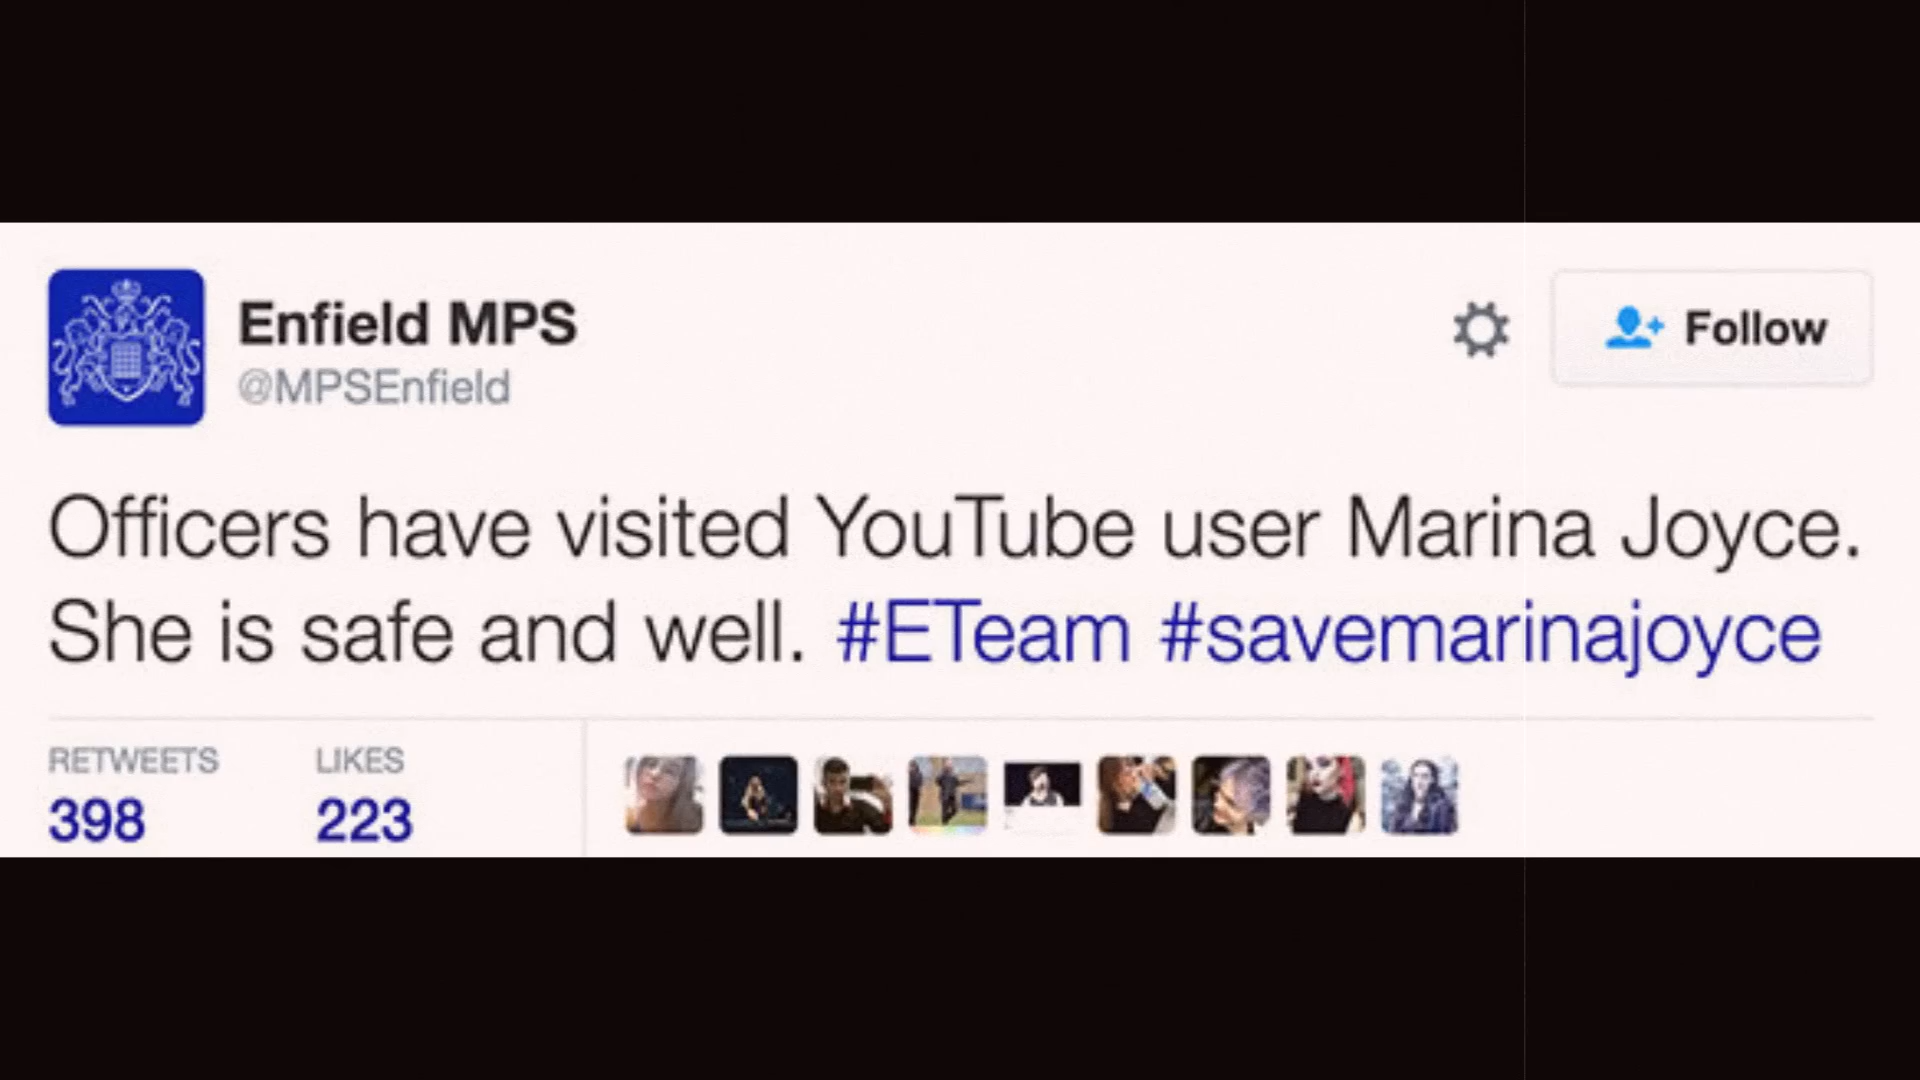 Enfield MPS
@MPSEnfield
Follow
Officers have visited YouTube user Marina Joyce.
She is safe and well. #ETeam #savemarinajoyce
RETWEETS LIKES
398 223